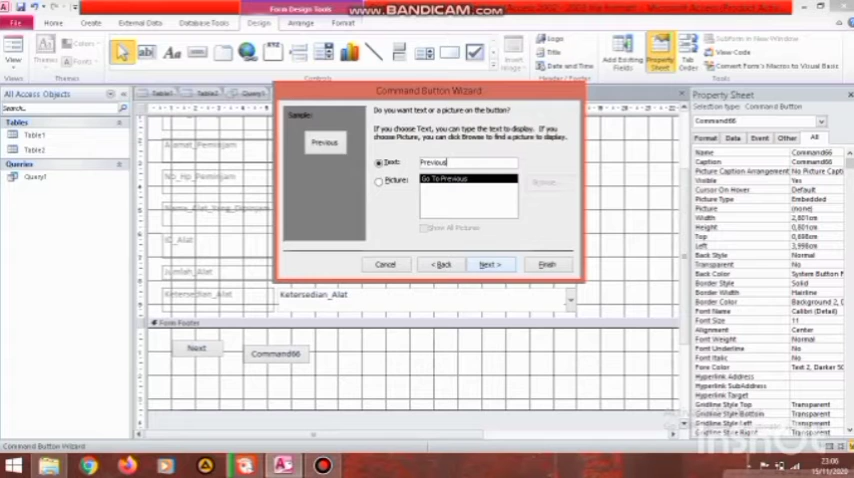 WWW.BANDICAM.COM
Form Design Tools
File Home Create External Data Database Tools Design Arrange Format
View
Themes
Colors
Fonts
Themes
Controls
Logo
Title
Date and Time
Header / Footer
Add Existing Fields
Property Sheet
Tab Order
Subform in New Window
View Code
Convert Form's Macros to Visual Basic
Tools
All Access Objects
Search...
Tables
Table1
Table2
Queries
Query1
Table1 Table2 Query1
Alamat_Peminjam
No_Hp_Peminjam
Nama_Alat_Yang_Dipinjam
ID_Alat
Jumlah_Alat
Ketersedian_Alat Ketersedian_Alat
Form Footer
Next
Command66
Command Button Wizard
Sample:
Previous
Do you want text or a picture on the button?
If you choose Text, you can type the text to display. If you choose Picture, you can click Browse to find a picture to display.
Text: Previous
Picture: Go To Previous
Browse...
Show All Pictures
Cancel < Back Next > Finish
Property Sheet
Selection type: Command Button
Command66
Format Data Event Other All
Name Command66
Caption Command66
Picture Caption Arrangement No Picture Capti
Visible Yes
Cursor On Hover Default
Picture Type Embedded
Picture (none)
Width 2,801cm
Height 0,801cm
Top 0,698cm
Left 3,998cm
Back Style
Transparent No
Back Color System Button F
Border Style Solid
Border Width Hairline
Border Color Background 2, D
Font Name Calibri (Detail)
Font Size 11
Alignment Center
Font Weight Normal
Font Underline No
Font Italic No
Fore Color Text 2, Darker 50
Hyperlink Address
Hyperlink SubAddress
Hyperlink Target
Gridline Style Top Transparent
Gridline Style Bottom Transparent
Gridline Style Left Transparent
Gridline Style Right Transparent
Command Button Wizard
23:06
15/11/2020